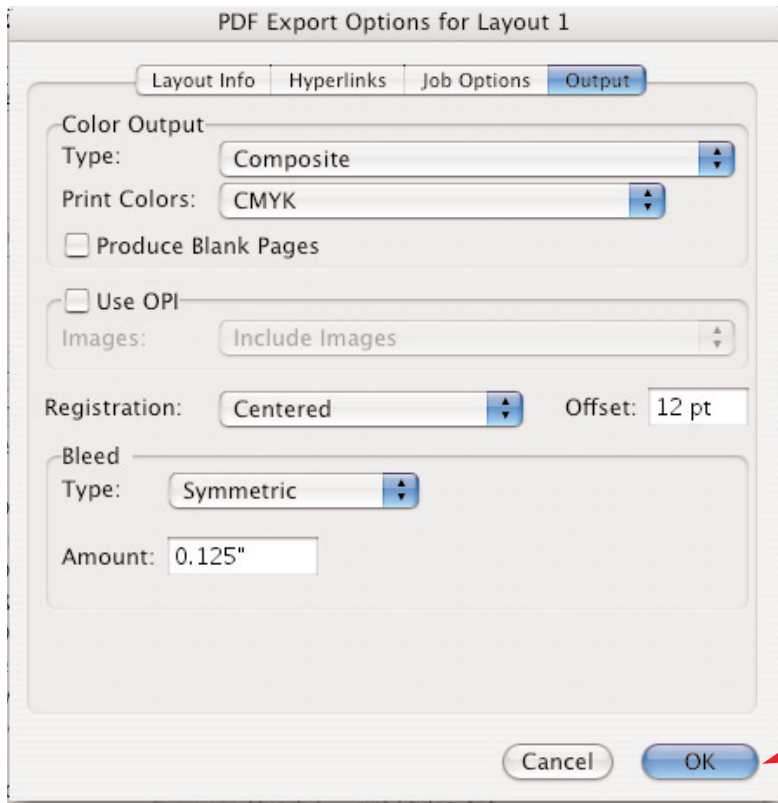 PDF Export Options for Layout 1
Layout Info Hyperlinks Job Options Output
Color Output
Type: Composite
Print Colors: CMYK
Produce Blank Pages
Use OPI
Images: Include Images
Registration: Centered Offset: 12 pt
Bleed
Type: Symmetric
Amount: 0.125"
Cancel OK